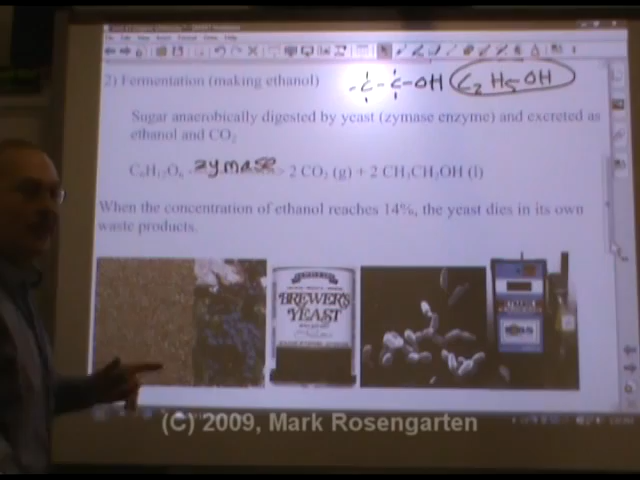 2) Fermentation (making ethanol) - C - C - OH C₂H₅OH
Sugar anaerobically digested by yeast (zymase enzyme) and excreted as
ethanol and CO₂
C₆H₁₂O₆ zymase > 2 CO₂ (g) + 2 CH₃CH₂OH (l)
When the concentration of ethanol reaches 14%, the yeast dies in its own
waste products.
BREWER'S
YEAST
(C) 2009, Mark Rosengarten